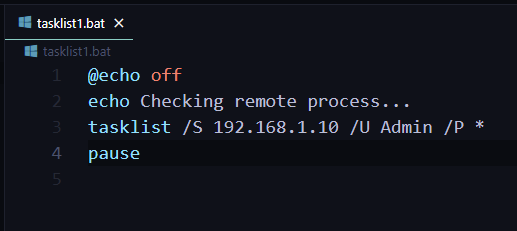 tasklist1.bat ×
tasklist1.bat
1 @echo off
2 echo Checking remote process...
3 tasklist /S 192.168.1.10 /U Admin /P *
4 pause
5